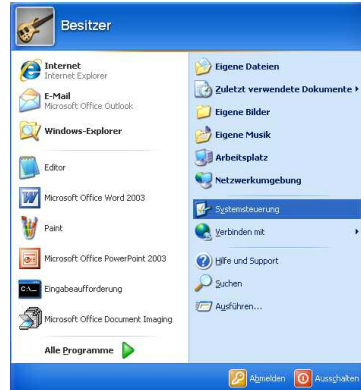 Besitzer
Internet
Internet Explorer
E-Mail
Microsoft Office Outlook
Windows-Explorer
Editor
Microsoft Office Word 2003
Paint
Microsoft Office PowerPoint 2003
Eingabeaufforderung
Microsoft Office Document Imaging
Alle Programme
Eigene Dateien
Zuletzt verwendete Dokumente
Eigene Bilder
Eigene Musik
Arbeitsplatz
Netzwerkumgebung
Systemsteuerung
Verbinden mit
Hilfe und Support
Suchen
Ausführen...
Abmelden
Ausschalten